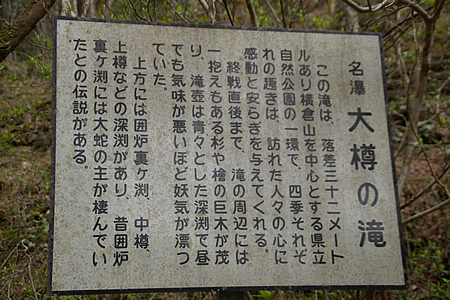 名瀑 大樽の滝
この滝は、落差三十二メート
ルあり横倉山を中心とする県立
自然公園の一環で、四季それぞ
れの趣きは、訪れた人々の心に
感動と安らぎを与えてくれる。
終戦直後まで、滝の周辺には
一抱えもある杉や檜の巨木が茂
り、滝壺は青々とした深渕で昼
でも気味が悪いほど妖気が漂っ
ていた。
上方には囲炉裏ヶ渕、中樽、
上樽などの深渕があり、昔囲炉
裏ヶ渕には大蛇の主が棲んでい
たとの伝説がある。